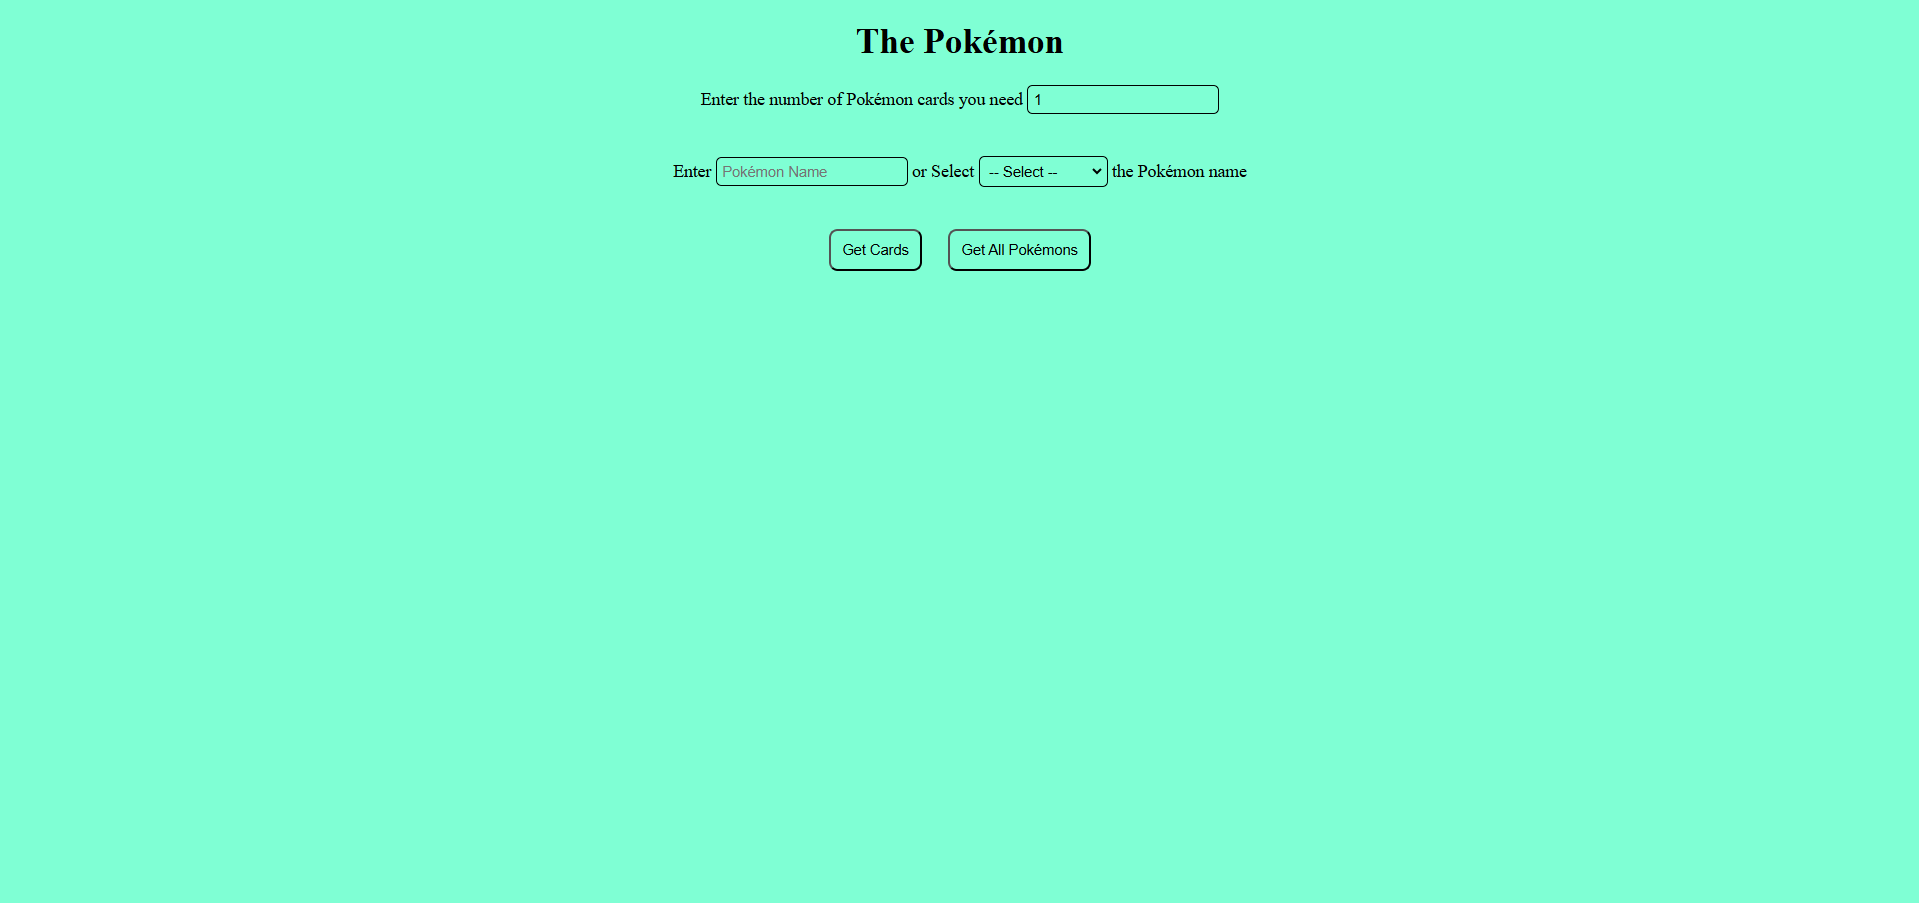 The Pokémon
Enter the number of Pokémon cards you need 1
Enter Pokémon Name or Select -- Select -- the Pokémon name
Get Cards Get All Pokémons